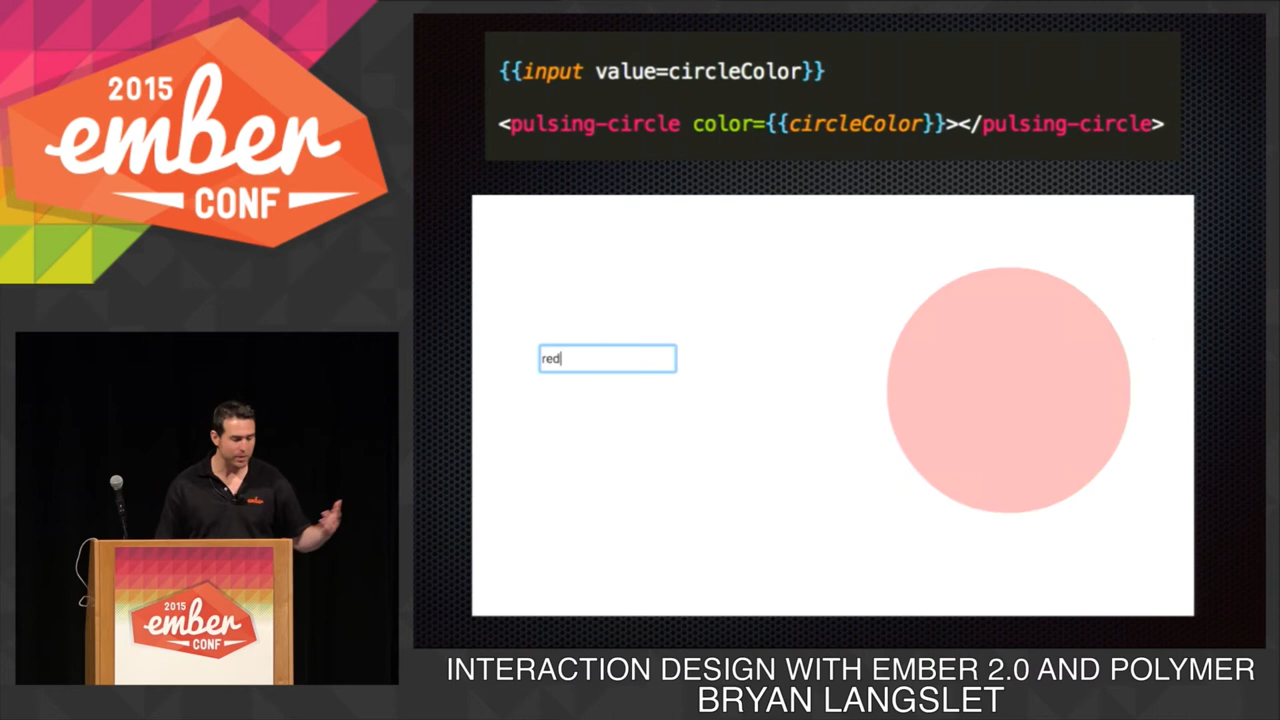 2015
ember
CONF
{{input value=circleColor}}
<pulsing-circle color={{circleColor}}></pulsing-circle>
red
2015
ember
CONF
ember
INTERACTION DESIGN WITH EMBER 2.0 AND POLYMER
BRYAN LANGSLET